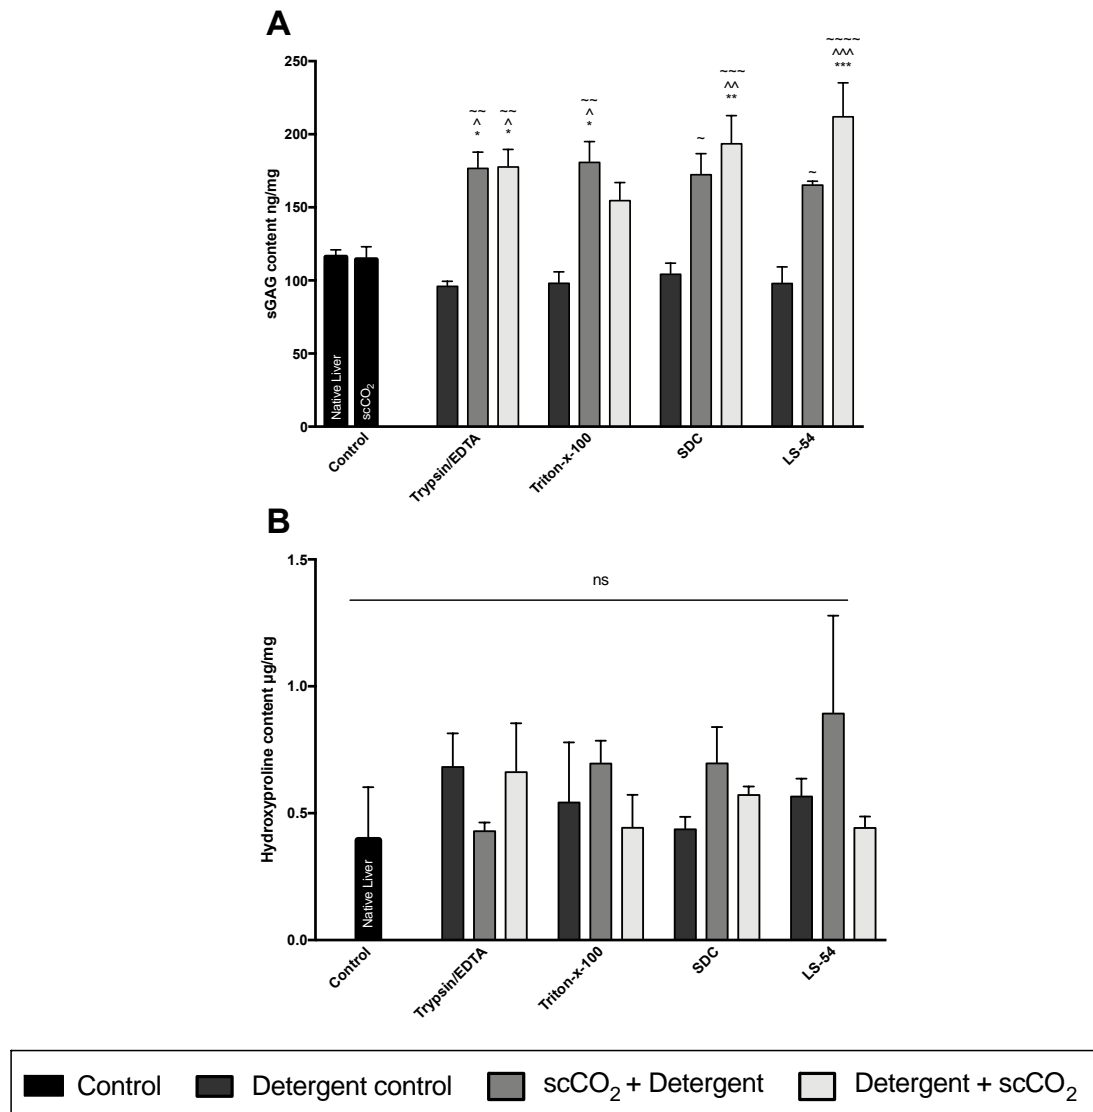 A
250
200
150
100
50
0
sGAG content ng/mg
Native Liver
scCO₂
~~
^
*
~~
^
*
~~
^
*
~
~~~
^^
**
~
~~~~
^^^
***
Control
Trypsin/EDTA
Triton-x-100
SDC
LS-54
B
1.5
1.0
0.5
0.0
Hydroxyproline content µg/mg
ns
Native Liver
Control
Trypsin/EDTA
Triton-x-100
SDC
LS-54
Control
Detergent control
scCO₂ + Detergent
Detergent + scCO₂